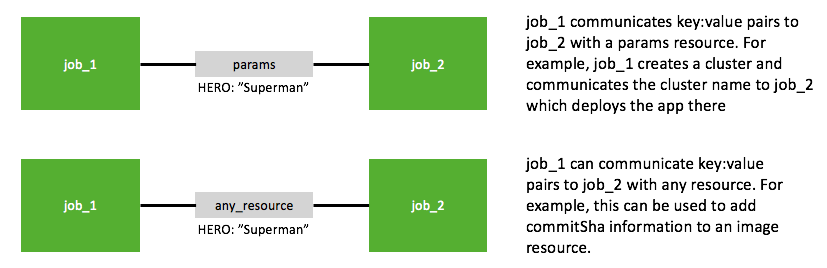 job_1
params
HERO: ”Superman”
job_2
job_1 communicates key:value pairs to
job_2 with a params resource. For
example, job_1 creates a cluster and
communicates the cluster name to job_2
which deploys the app there
job_1
any_resource
HERO: ”Superman”
job_2
job_1 can communicate key:value
pairs to job_2 with any resource. For
example, this can be used to add
commitSha information to an image
resource.